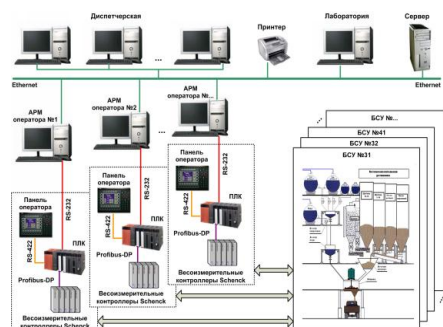 Диспетчерская
Принтер
Лаборатория
Сервер
...
Ethernet
Ethernet
АРМ
оператора №1
АРМ
оператора №2
АРМ
оператора №...
...
RS-232
RS-232
RS-232
Панель
оператора
ПЛК
RS-422
Profibus-DP
Весоизмерительные
контроллеры Schenck
Панель
оператора
ПЛК
RS-422
Profibus-DP
Весоизмерительные
контроллеры Schenck
Панель
оператора
ПЛК
RS-422
Profibus-DP
Весоизмерительные
контроллеры Schenck
...
БСУ №...
БСУ №41
БСУ №32
БСУ №31